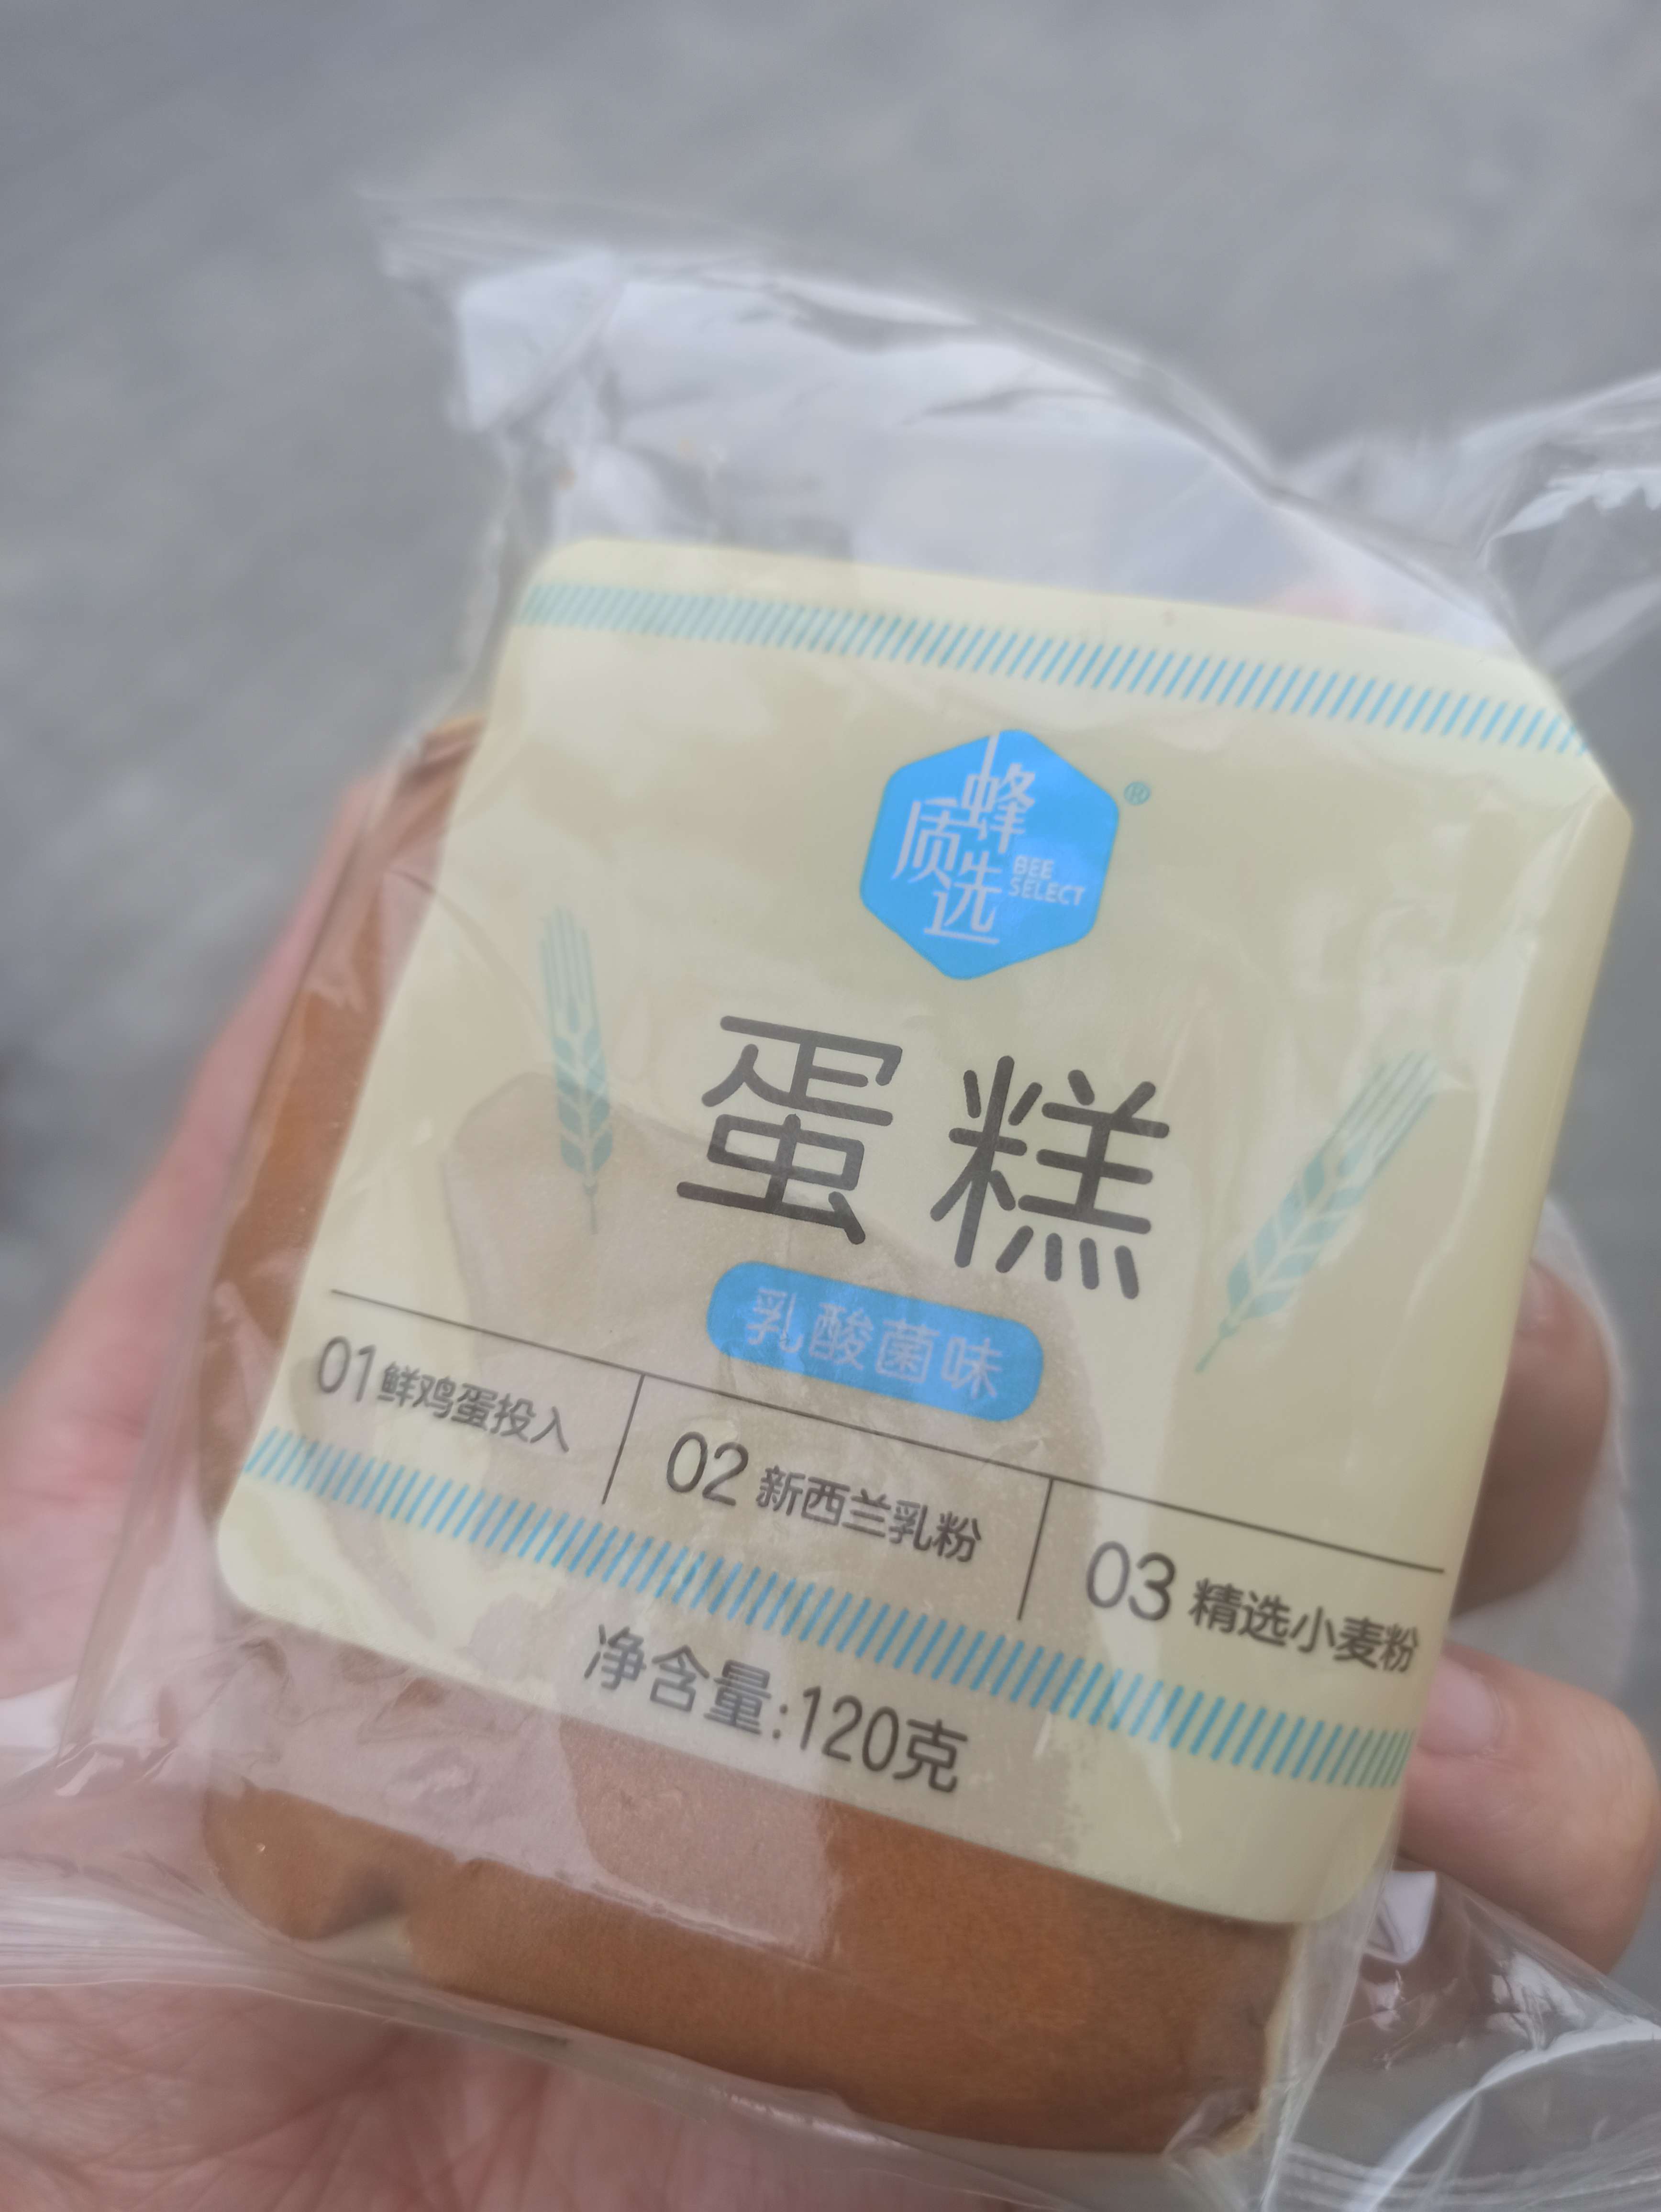 蜂
质选
BEE
SELECT
®
蛋糕
乳酸菌味
01 鲜鸡蛋投入
02 新西兰乳粉
03 精选小麦粉
净含量:120克